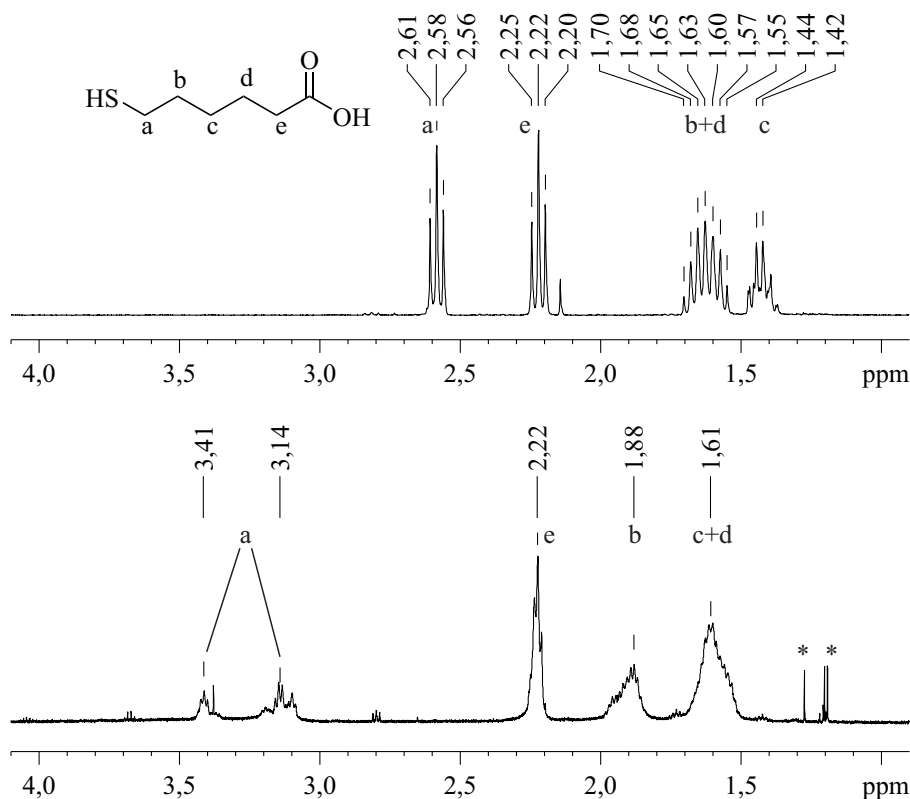 2,61 2,58 2,56 2,25 2,22 2,20 1,70 1,68 1,65 1,63 1,60 1,57 1,55 1,44 1,42
b d O
HS OH
a c e
a e b+d c
4,0 3,5 3,0 2,5 2,0 1,5 ppm
3,41 3,14 2,22 1,88 1,61
a e b c+d
* *
4,0 3,5 3,0 2,5 2,0 1,5 ppm